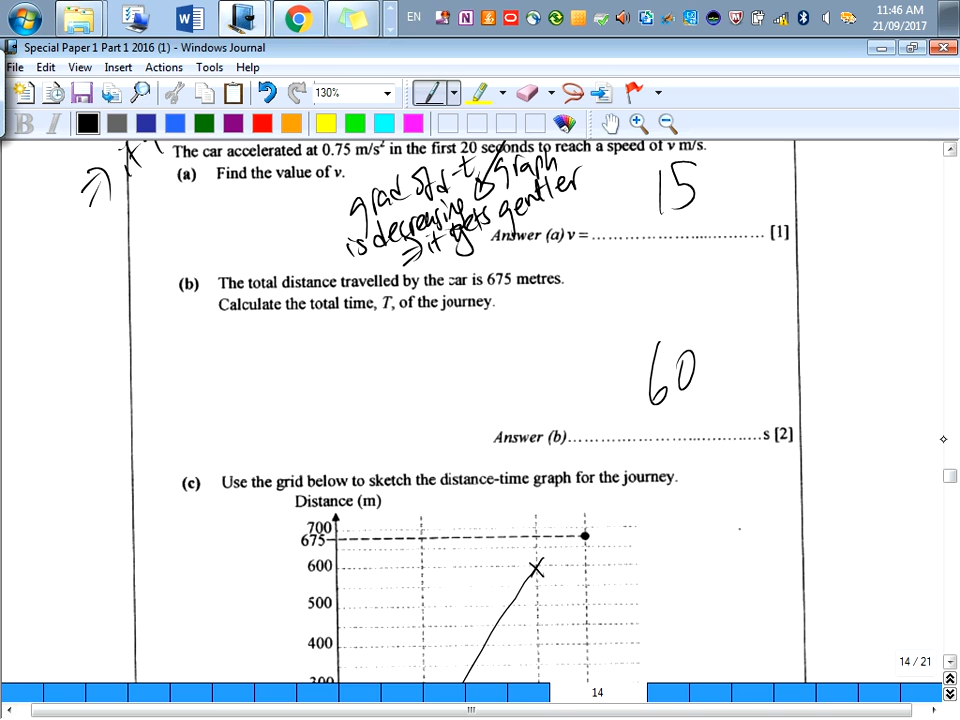 EN
11:46 AM
21/09/2017
Special Paper 1 Part 1 2016 (1) - Windows Journal
File Edit View Insert Actions Tools Help
130%
The car accelerated at 0.75 m/s² in the first 20 seconds to reach a speed of v m/s.
(a) Find the value of v.
grad of d-t graph
is decreasing
⇒ it gets gentler
15
Answer (a) v = ............................ [1]
(b) The total distance travelled by the car is 675 metres.
Calculate the total time, T, of the journey.
60
Answer (b)............................s [2]
(c) Use the grid below to sketch the distance-time graph for the journey.
Distance (m)
700
675
600
500
400
300
14 / 21
14